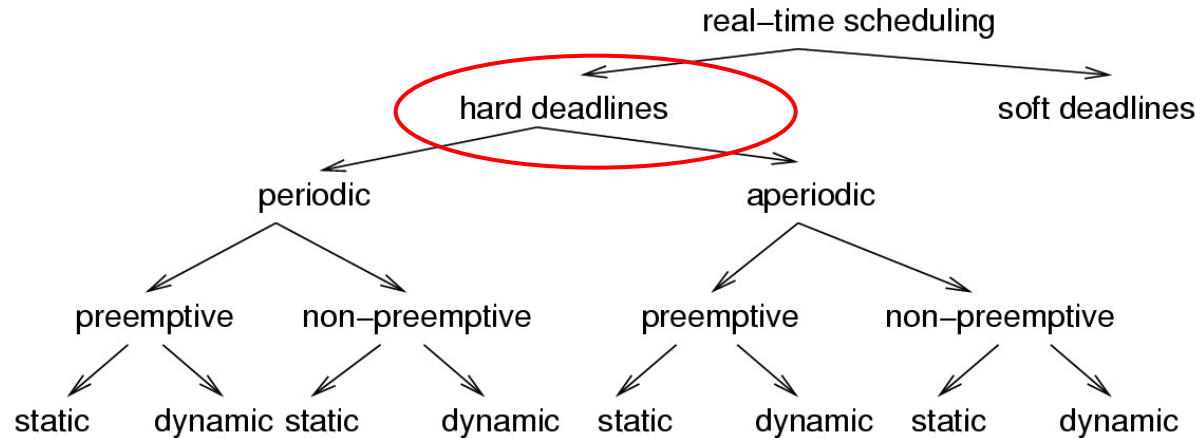 real−time scheduling
hard deadlines soft deadlines
periodic aperiodic
preemptive non−preemptive preemptive non−preemptive
static dynamic static dynamic static dynamic static dynamic